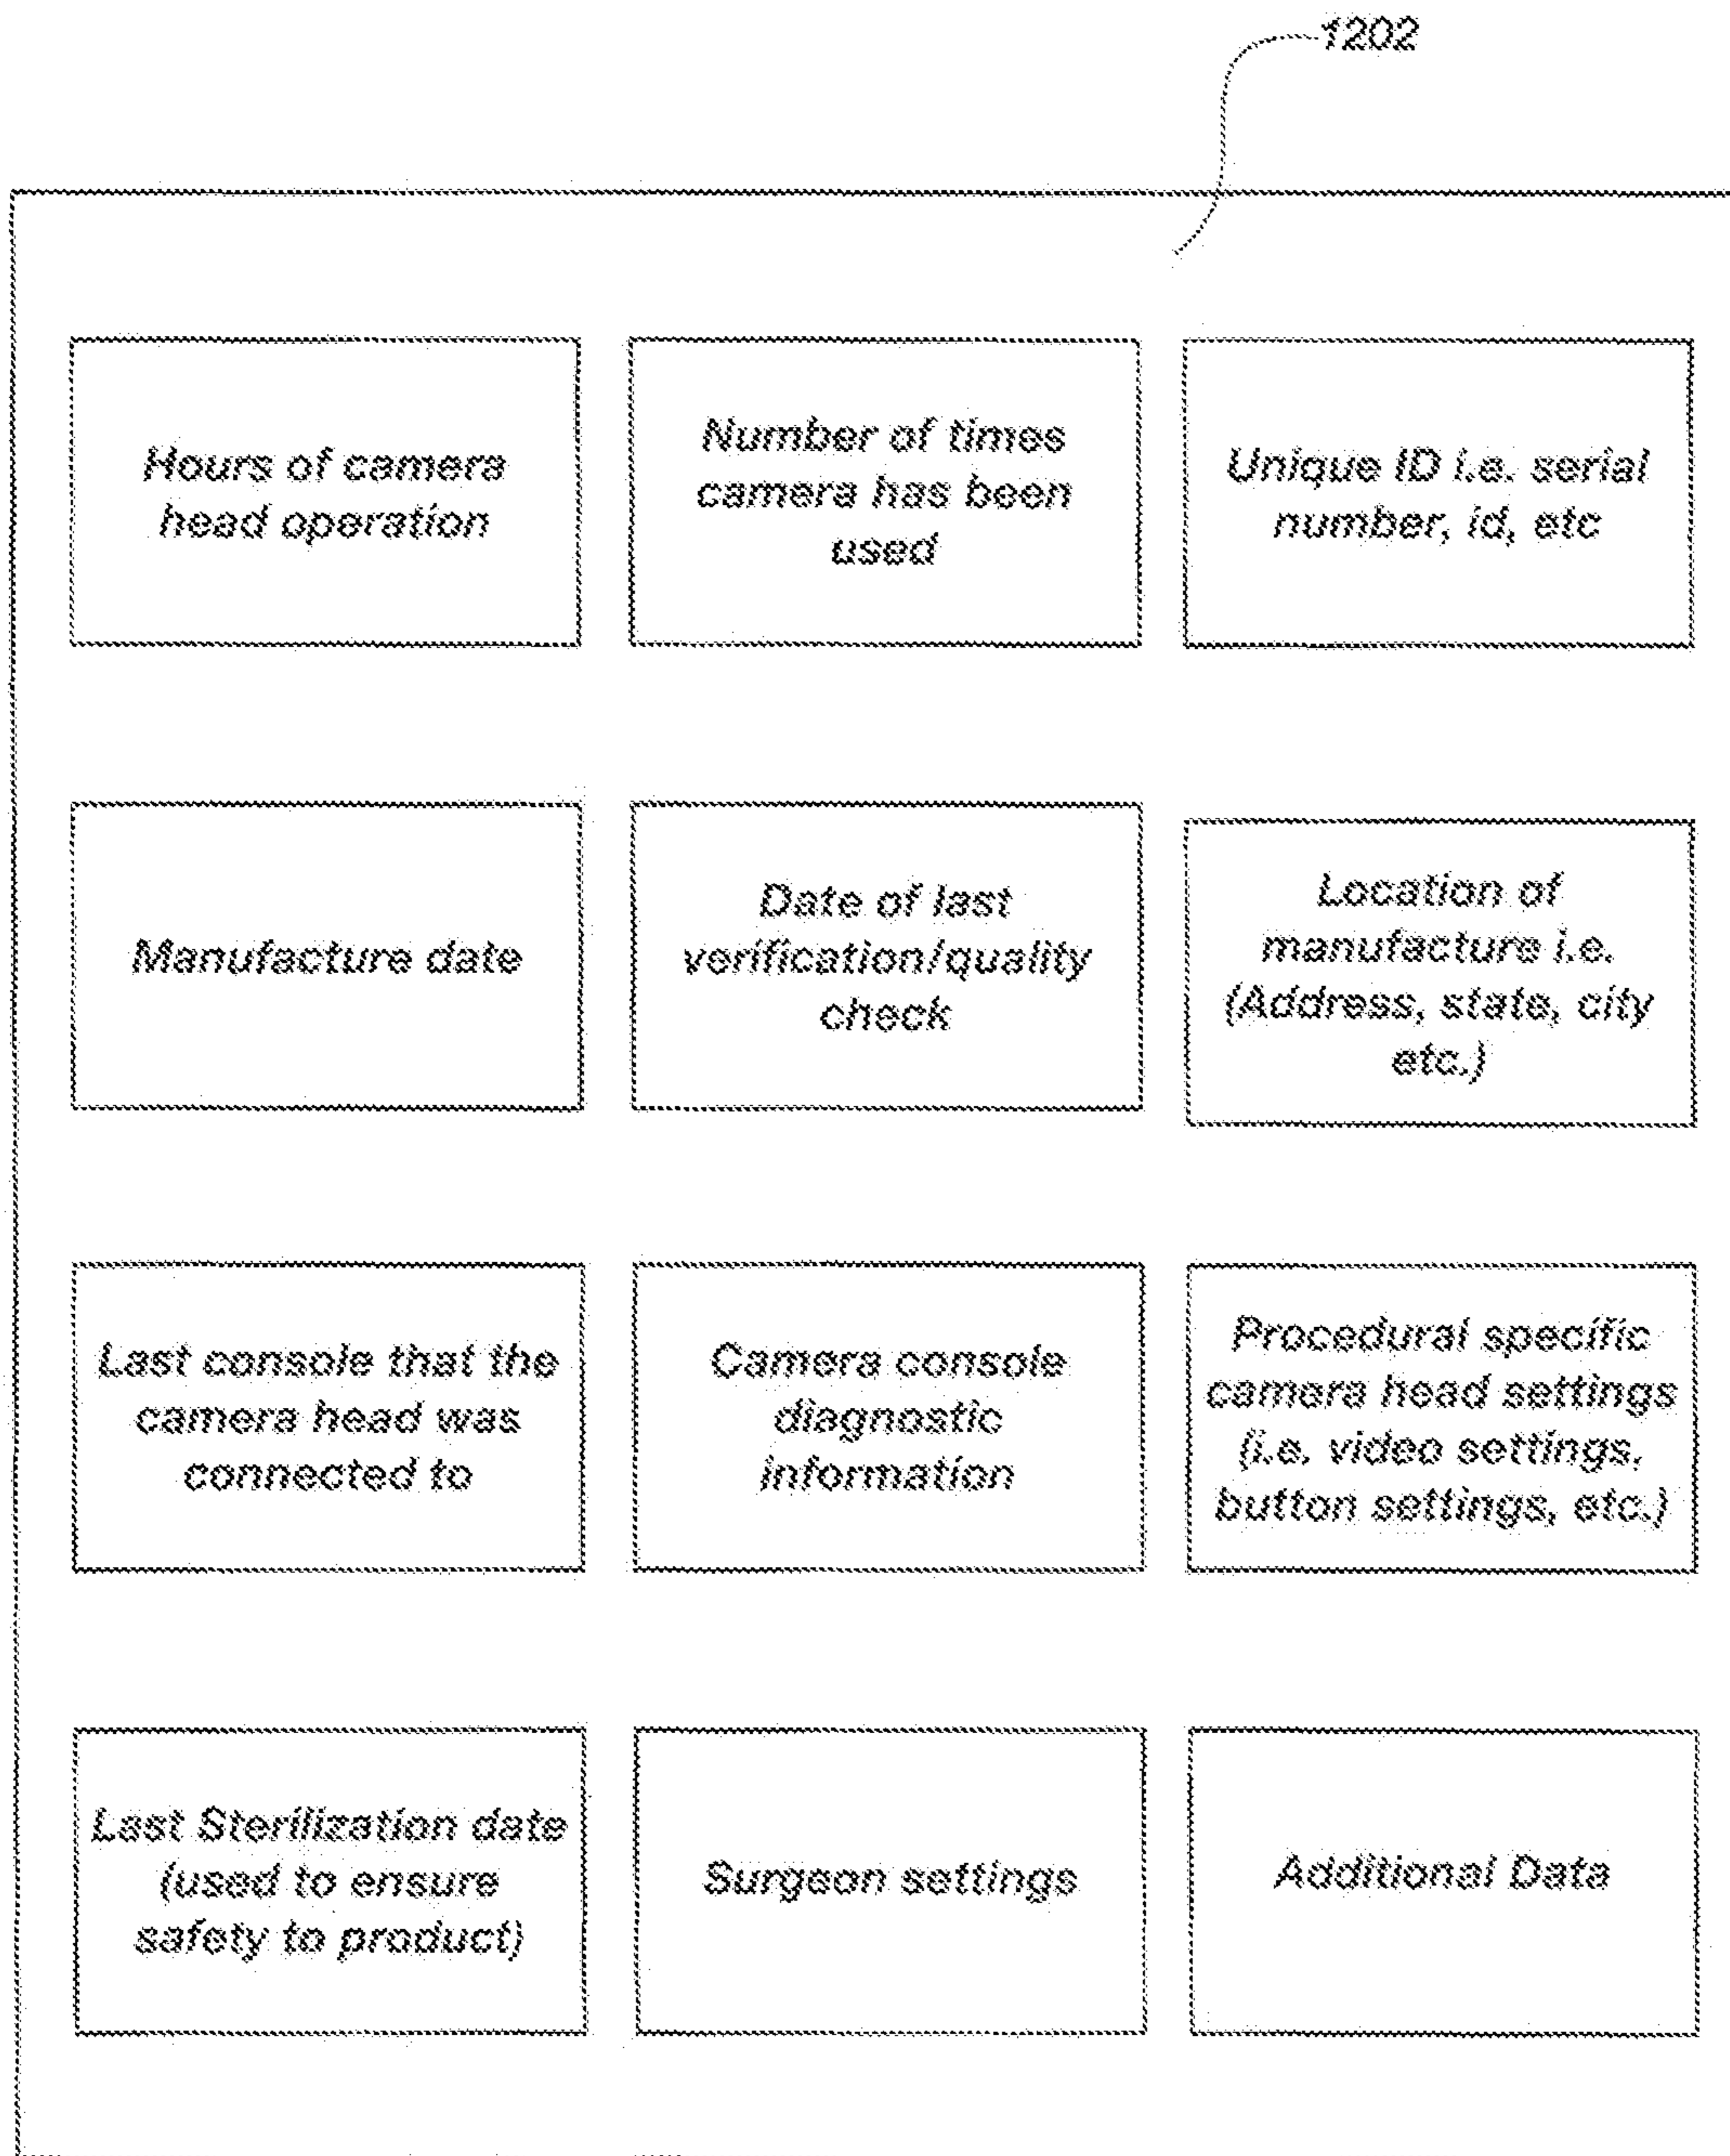 1202
Hours of camera
head operation
Number of times
camera has been
used
Unique ID i.e. serial
number, id, etc
Manufacture date
Date of last
verification/quality
check
Location of
manufacture i.e.
(Address, state, city
etc.)
Last console that the
camera head was
connected to
Camera console
diagnostic
information
Procedural specific
camera head settings
(i.e. video settings,
button settings, etc.)
Last Sterilization date
(used to ensure
safety to product)
Surgeon settings
Additional Data